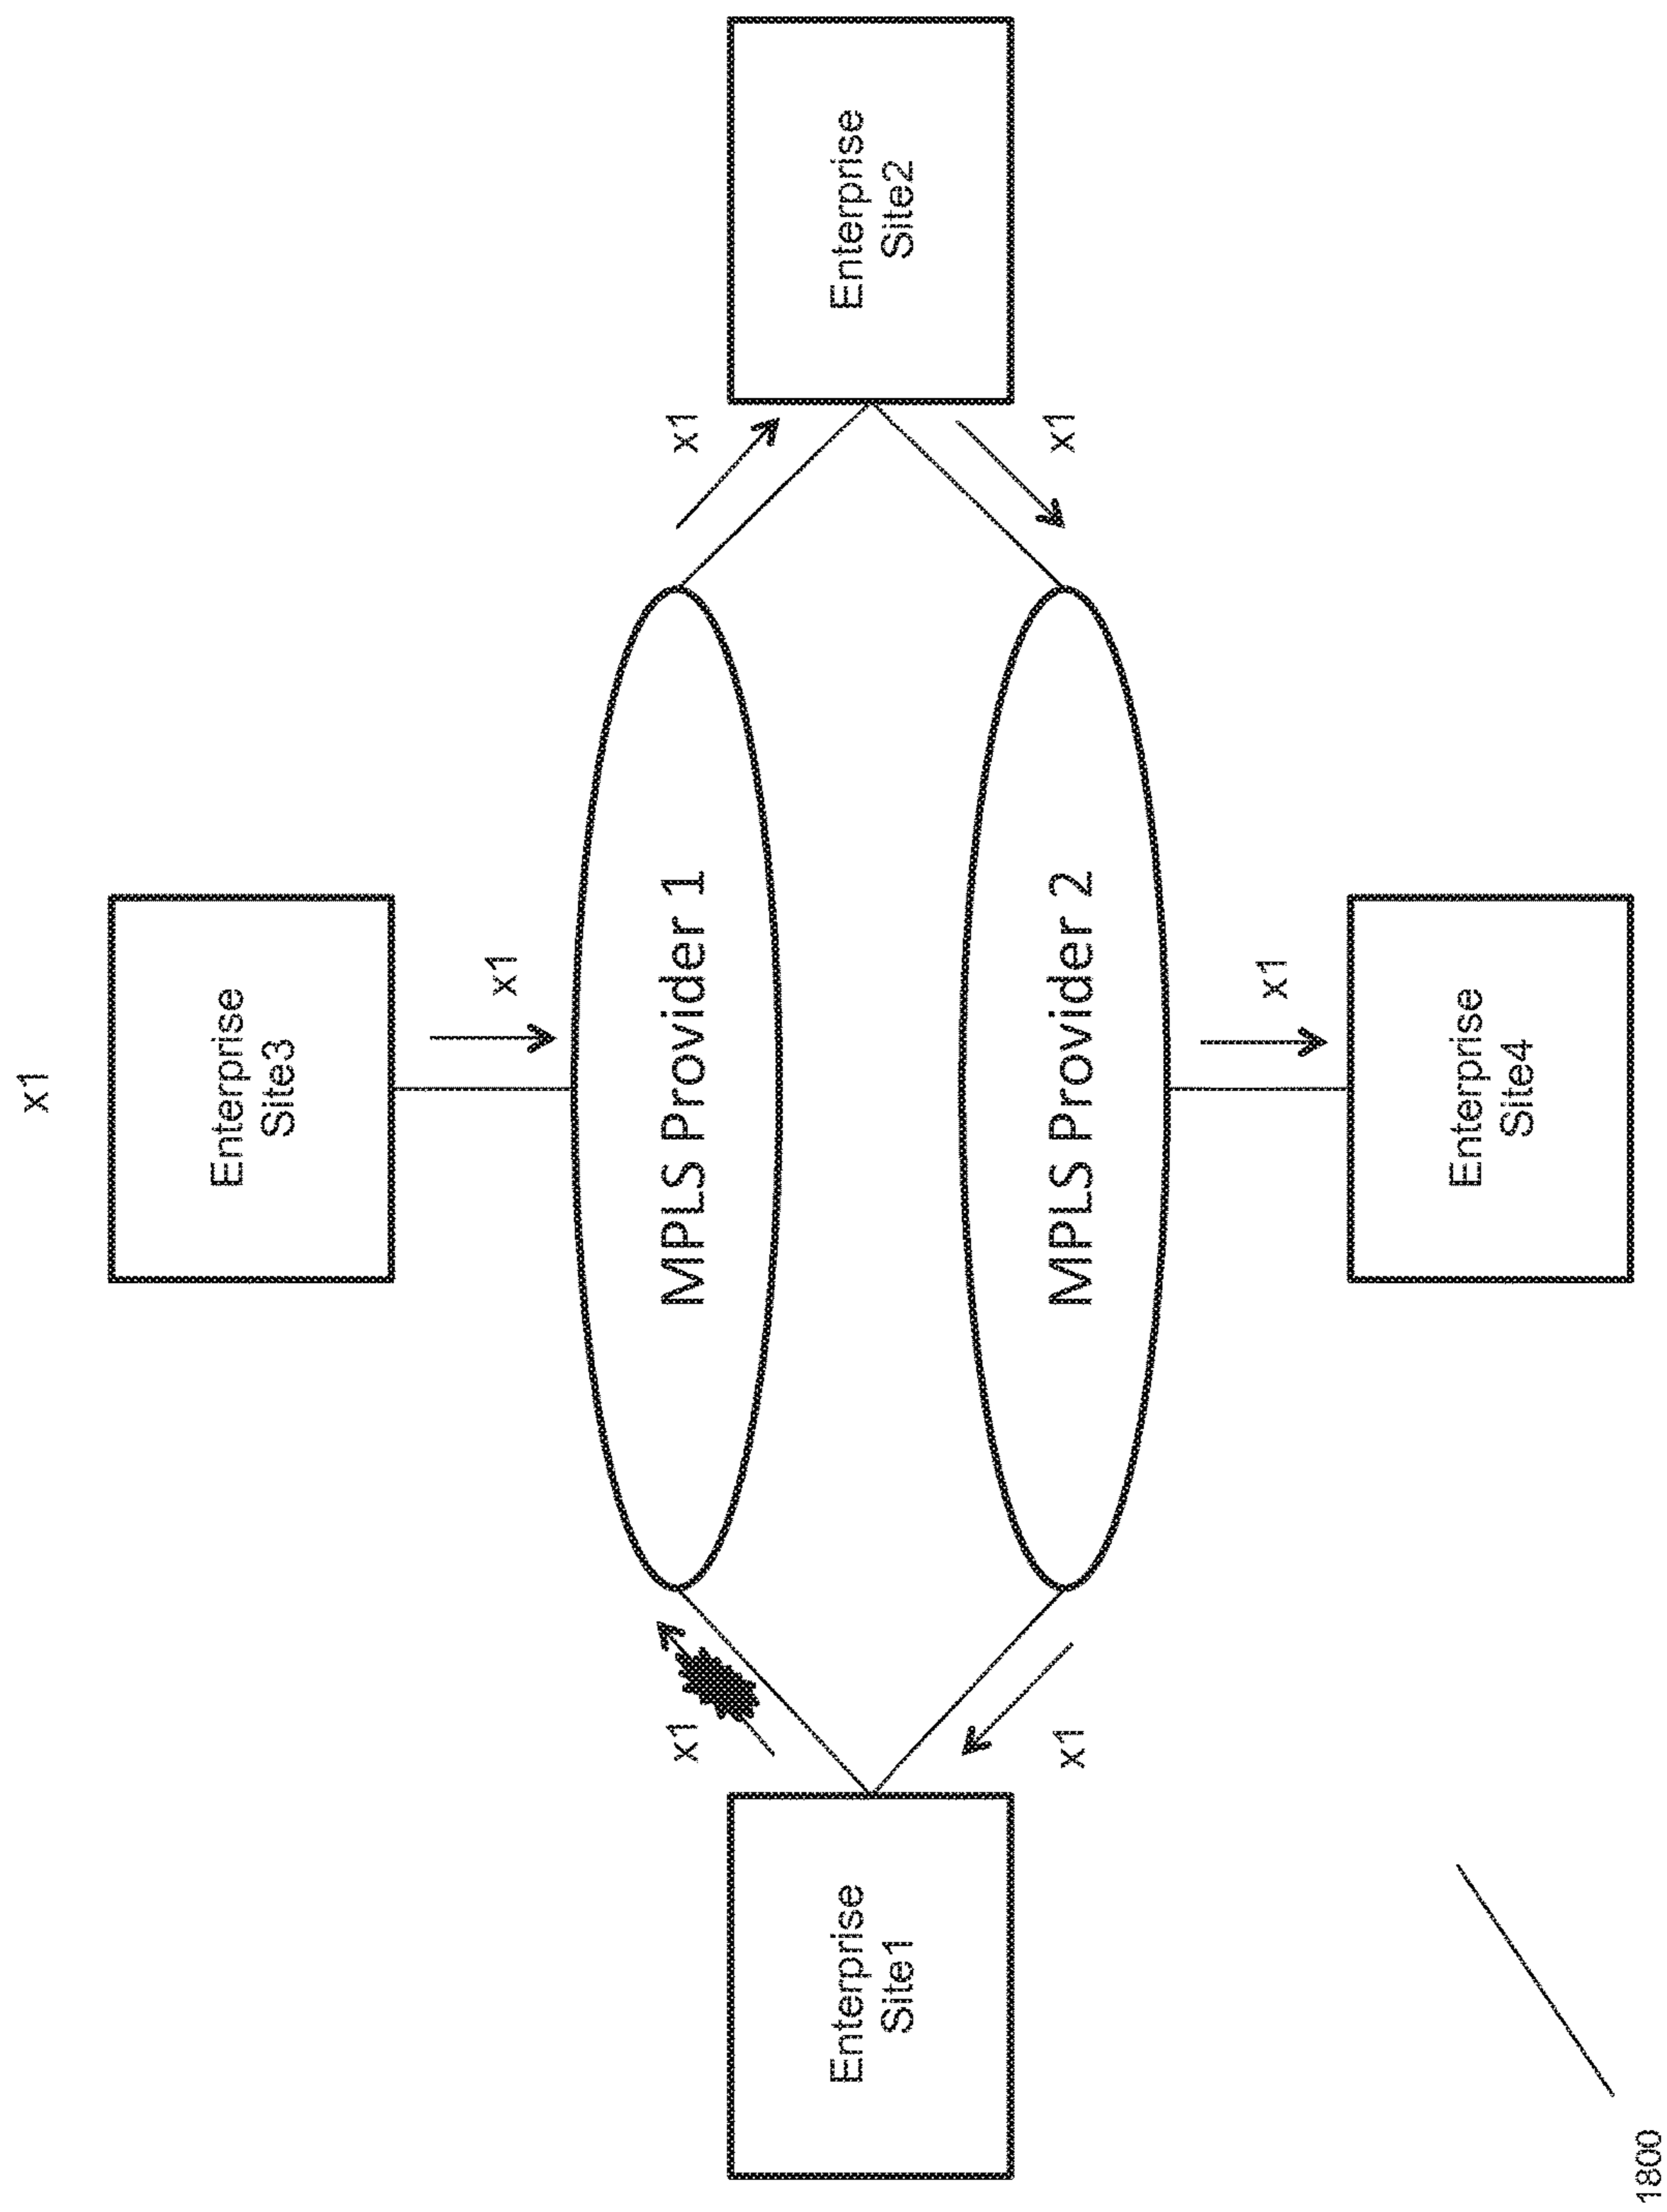 x1
Enterprise
Site3
x1
x1
x1
MPLS Provider 1
Enterprise
Site1
Enterprise
Site2
MPLS Provider 2
x1
x1
x1
Enterprise
Site4
1800